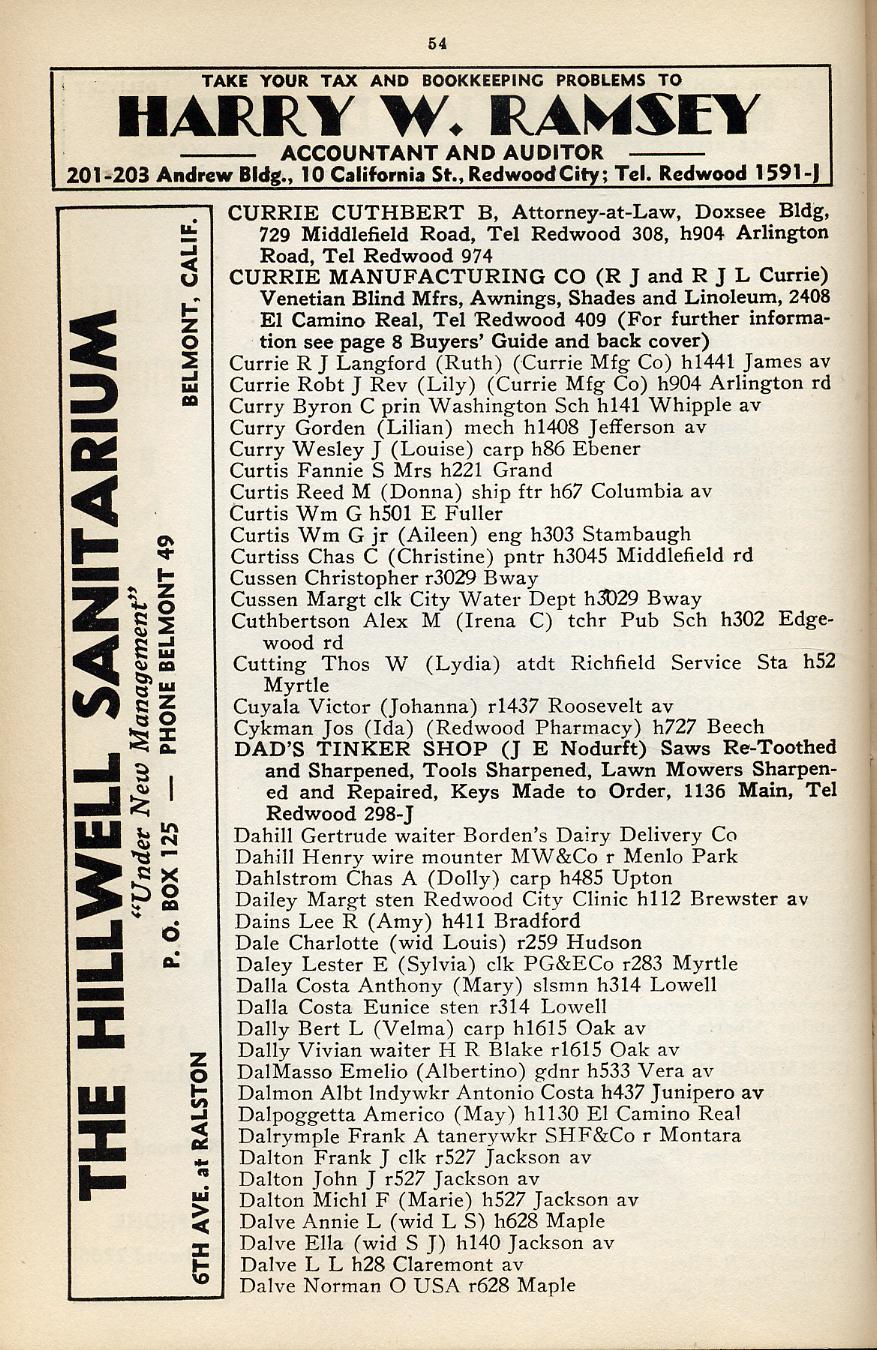 54
TAKE YOUR TAX AND BOOKKEEPING PROBLEMS TO
HARRY W. RAMSEY
ACCOUNTANT AND AUDITOR
201-203 Andrew Bldg., 10 California St., Redwood City; Tel. Redwood 1591-J
THE HILLWELL SANITARIUM
"Under New Management"
P. O. BOX 125 — PHONE BELMONT 49
6TH AVE. at RALSTON BELMONT, CALIF.
CURRIE CUTHBERT B, Attorney-at-Law, Doxsee Bldg,
729 Middlefield Road, Tel Redwood 308, h904 Arlington
Road, Tel Redwood 974
CURRIE MANUFACTURING CO (R J and R J L Currie)
Venetian Blind Mfrs, Awnings, Shades and Linoleum, 2408
El Camino Real, Tel Redwood 409 (For further informa-
tion see page 8 Buyers' Guide and back cover)
Currie R J Langford (Ruth) (Currie Mfg Co) h1441 James av
Currie Robt J Rev (Lily) (Currie Mfg Co) h904 Arlington rd
Curry Byron C prin Washington Sch h141 Whipple av
Curry Gorden (Lilian) mech h1408 Jefferson av
Curry Wesley J (Louise) carp h86 Ebener
Curtis Fannie S Mrs h221 Grand
Curtis Reed M (Donna) ship ftr h67 Columbia av
Curtis Wm G h501 E Fuller
Curtis Wm G jr (Aileen) eng h303 Stambaugh
Curtiss Chas C (Christine) pntr h3045 Middlefield rd
Cussen Christopher r3029 Bway
Cussen Margt clk City Water Dept h3029 Bway
Cuthbertson Alex M (Irena C) tchr Pub Sch h302 Edge-
wood rd
Cutting Thos W (Lydia) atdt Richfield Service Sta h52
Myrtle
Cuyala Victor (Johanna) r1437 Roosevelt av
Cykman Jos (Ida) (Redwood Pharmacy) h727 Beech
DAD'S TINKER SHOP (J E Nodurft) Saws Re-Toothed
and Sharpened, Tools Sharpened, Lawn Mowers Sharpen-
ed and Repaired, Keys Made to Order, 1136 Main, Tel
Redwood 298-J
Dahill Gertrude waiter Borden's Dairy Delivery Co
Dahill Henry wire mounter MW&Co r Menlo Park
Dahlstrom Chas A (Dolly) carp h485 Upton
Dailey Margt sten Redwood City Clinic h112 Brewster av
Dains Lee R (Amy) h411 Bradford
Dale Charlotte (wid Louis) r259 Hudson
Daley Lester E (Sylvia) clk PG&ECo r283 Myrtle
Dalla Costa Anthony (Mary) slsmn h314 Lowell
Dalla Costa Eunice sten r314 Lowell
Dally Bert L (Velma) carp h1615 Oak av
Dally Vivian waiter H R Blake r1615 Oak av
DalMasso Emelio (Albertino) gdnr h533 Vera av
Dalmon Albt lndywkr Antonio Costa h437 Junipero av
Dalpoggetta Americo (May) h1130 El Camino Real
Dalrymple Frank A tanerywkr SHF&Co r Montara
Dalton Frank J clk r527 Jackson av
Dalton John J r527 Jackson av
Dalton Michl F (Marie) h527 Jackson av
Dalve Annie L (wid L S) h628 Maple
Dalve Ella (wid S J) h140 Jackson av
Dalve L L h28 Claremont av
Dalve Norman O USA r628 Maple